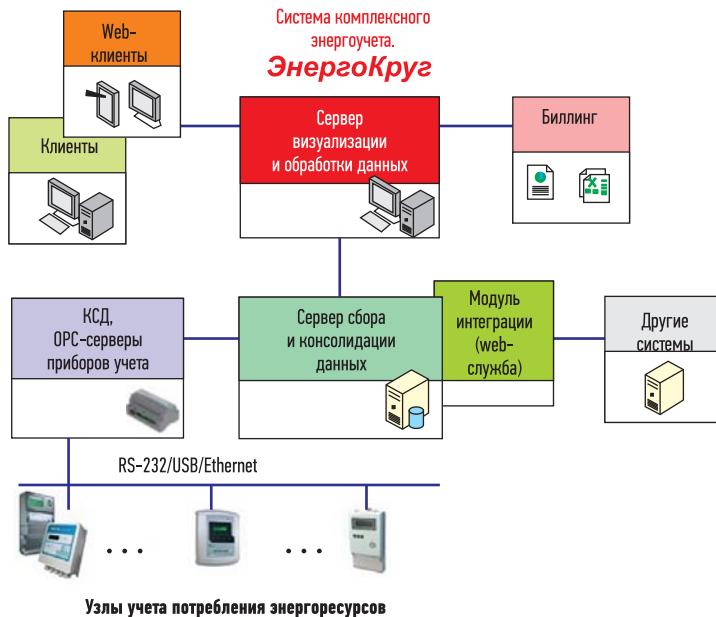 Система комплексного
энергоучета.
ЭнергоКруг
Web-
клиенты
Клиенты
Сервер
визуализации
и обработки данных
Биллинг
КСД,
OPC-серверы
приборов учета
Сервер сбора
и консолидации
данных
Модуль
интеграции
(web-
служба)
Другие
системы
RS-232/USB/Ethernet
. . .
. . .
Узлы учета потребления энергоресурсов